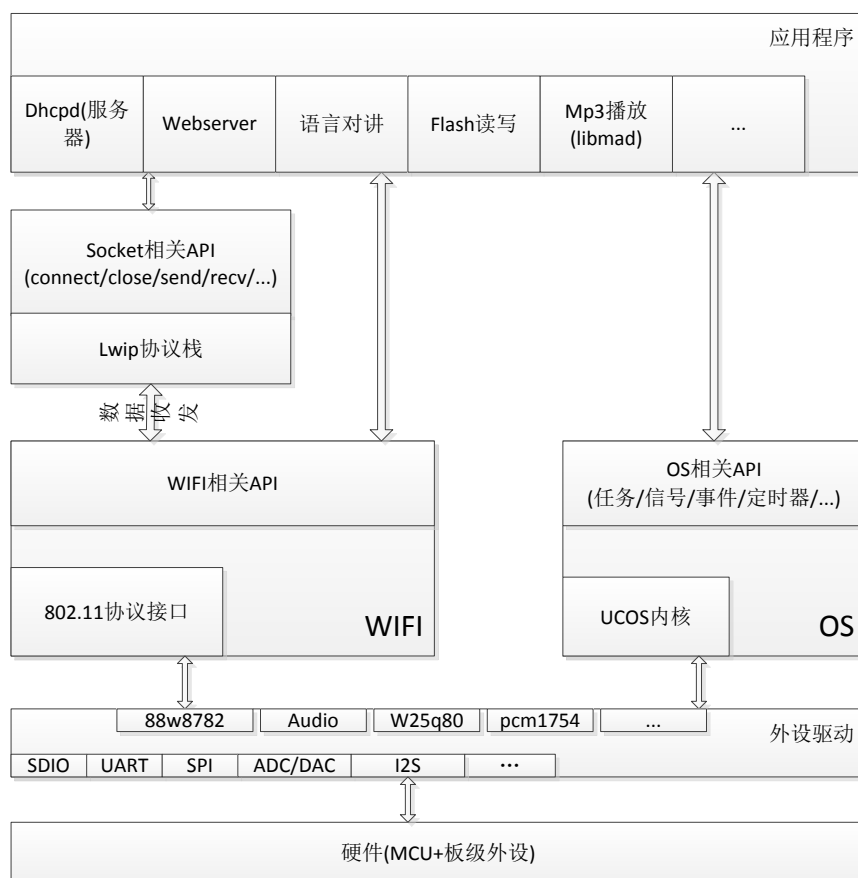 应用程序
Dhcpd(服务
器)
Webserver
语言对讲
Flash读写
Mp3播放
(libmad)
...
Socket相关API
(connect/close/send/recv/...)
Lwip协议栈
数据收发
WIFI相关API
OS相关API
(任务/信号/事件/定时器/...)
802.11协议接口
WIFI
UCOS内核
OS
88w8782
Audio
W25q80
pcm1754
...
外设驱动
SDIO
UART
SPI
ADC/DAC
I2S
...
硬件(MCU+板级外设)